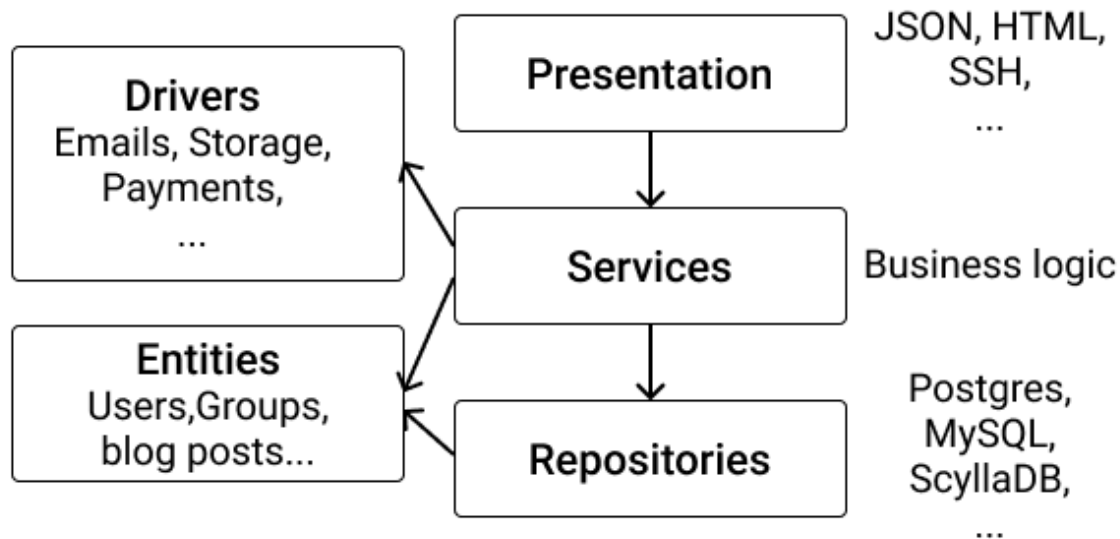 Drivers
Emails, Storage,
Payments,
...
Entities
Users,Groups,
blog posts...
Presentation
JSON, HTML,
SSH,
...
Services
Business logic
Repositories
Postgres,
MySQL,
ScyllaDB,
...